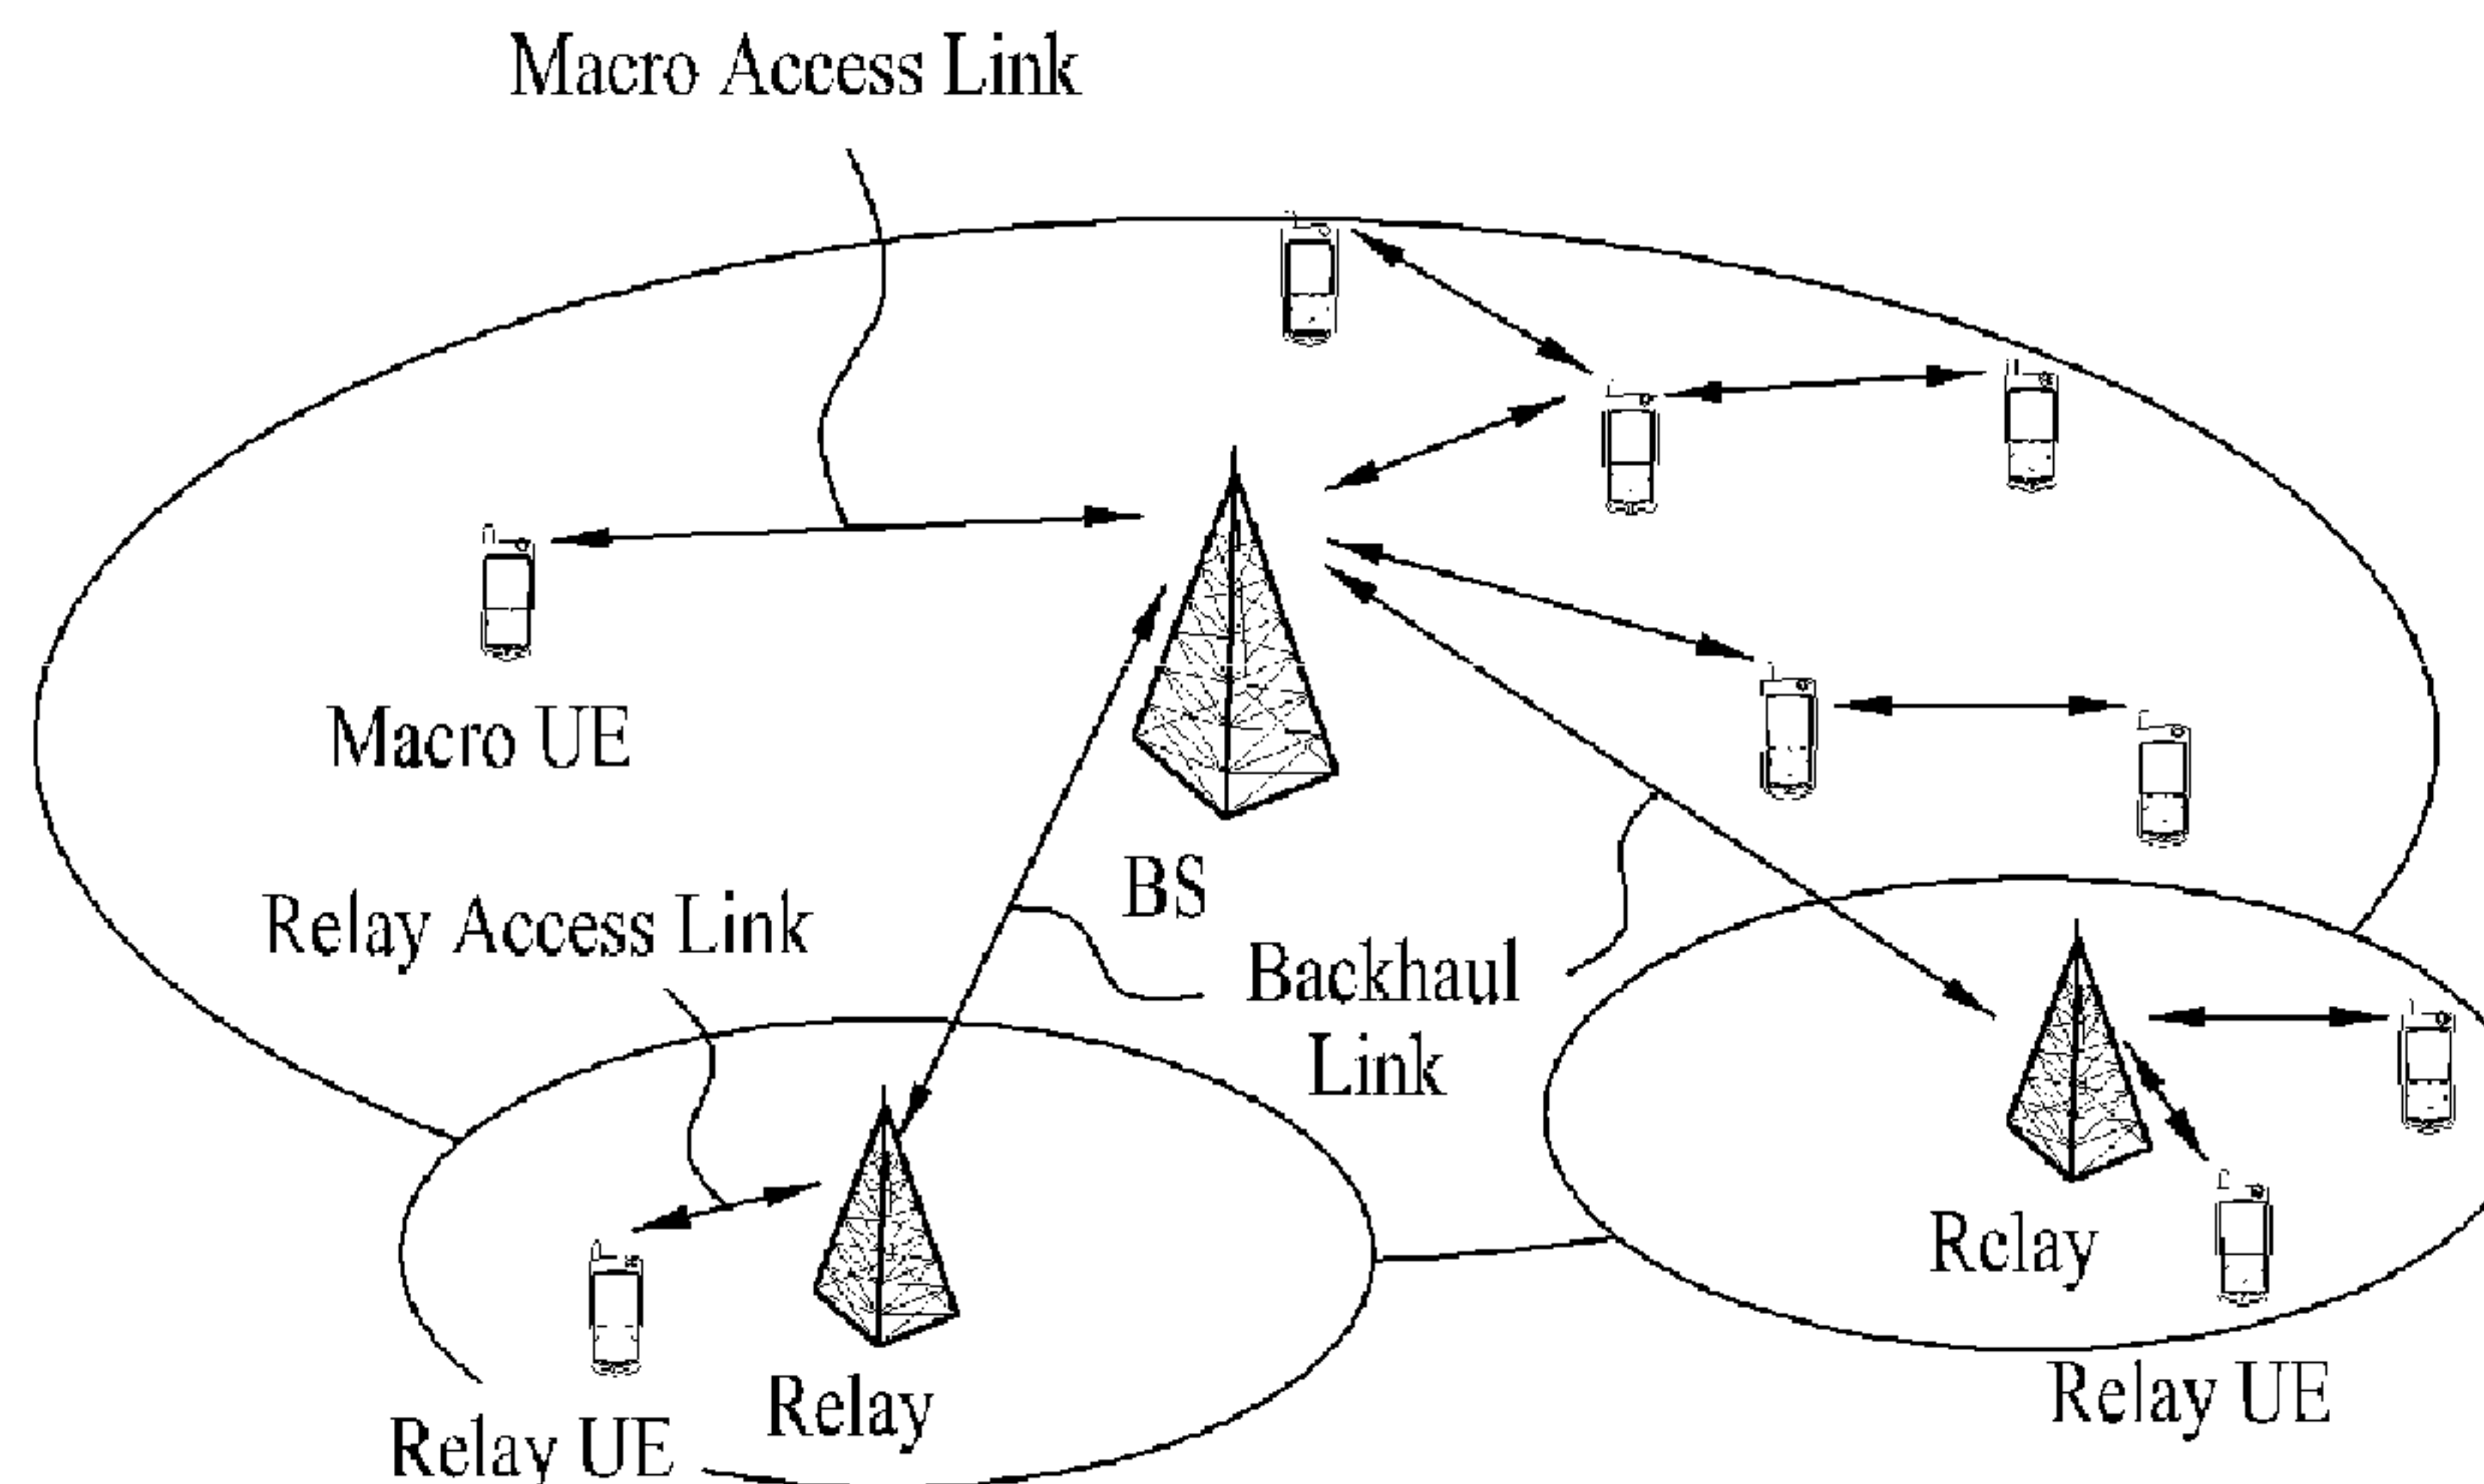 Macro Access Link
Macro UE
BS
Relay Access Link
Backhaul
Link
Relay
Relay UE
Relay
Relay UE